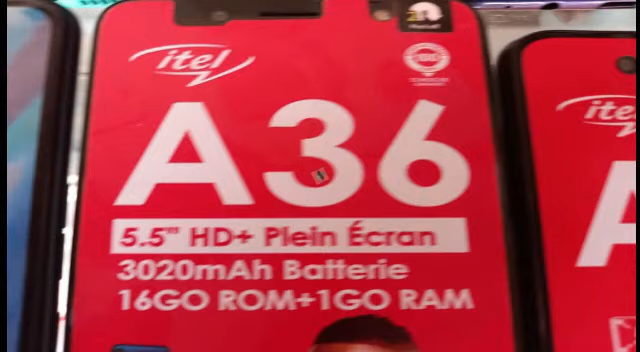 itel
A36
5.5" HD+ Plein Écran
3020mAh Batterie
16GO ROM+1GO RAM